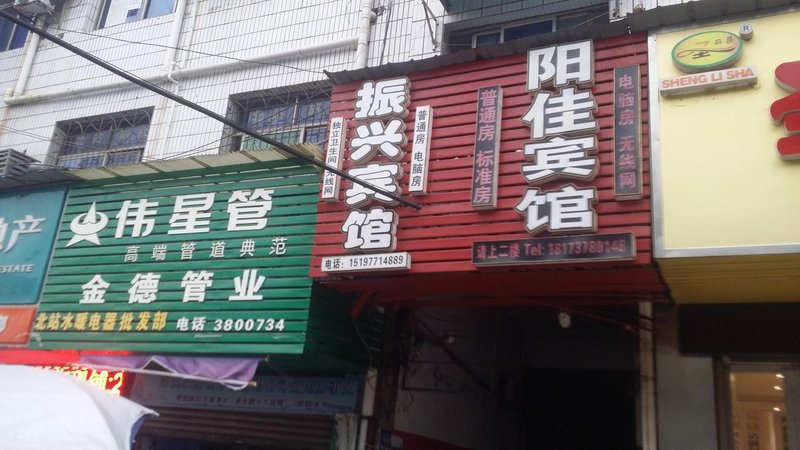 产
ESTATE
伟星管
高端管道典范
金德管业
北站水暖电器批发部 电话 3800734
独立卫生间 无线网
振兴宾馆
普通房 电脑房
电话：15197714889
普通房 标准房
阳佳宾馆
电脑房 无线网
请上二楼 Tel: 18173780148
SHENG LI SHA